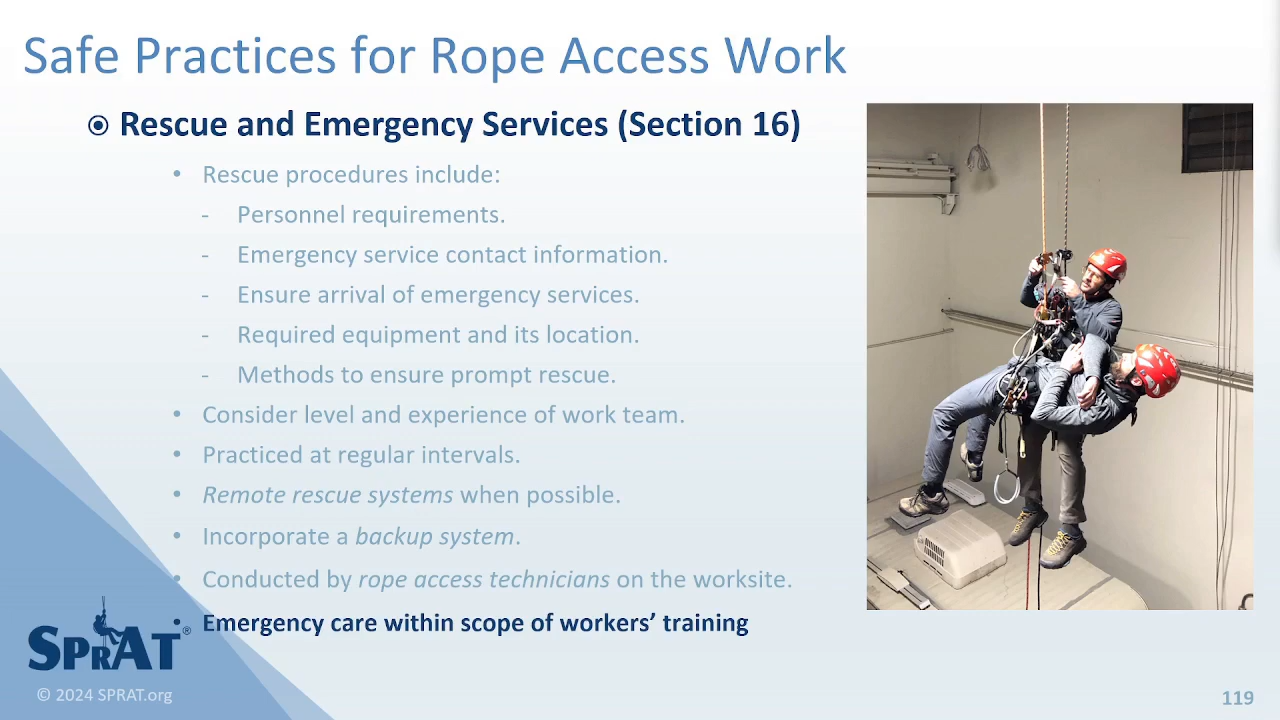 Safe Practices for Rope Access Work
Rescue and Emergency Services (Section 16)
• Rescue procedures include:
- Personnel requirements.
- Emergency service contact information.
- Ensure arrival of emergency services.
- Required equipment and its location.
- Methods to ensure prompt rescue.
• Consider level and experience of work team.
• Practiced at regular intervals.
• Remote rescue systems when possible.
• Incorporate a backup system.
• Conducted by rope access technicians on the worksite.
• Emergency care within scope of workers’ training
SPRAT®
© 2024 SPRAT.org
119